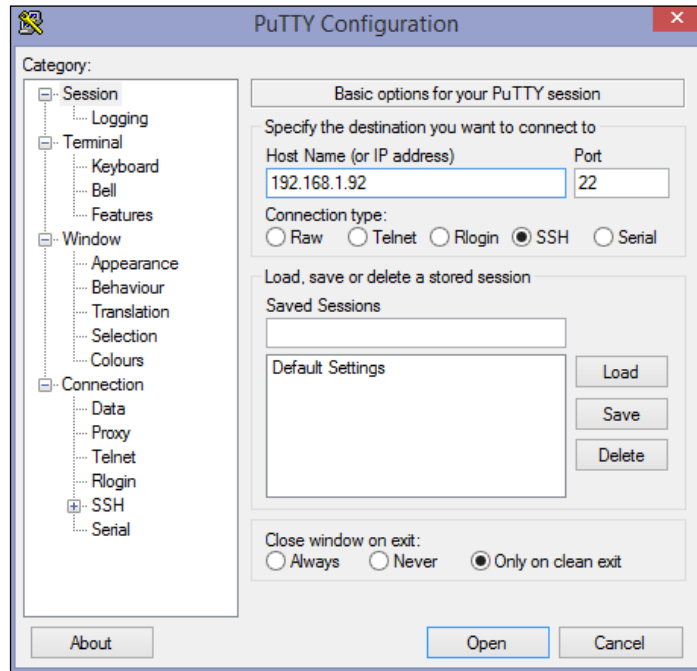 PuTTY Configuration
Category:
Session
Logging
Terminal
Keyboard
Bell
Features
Window
Appearance
Behaviour
Translation
Selection
Colours
Connection
Data
Proxy
Telnet
Rlogin
SSH
Serial
Basic options for your PuTTY session
Specify the destination you want to connect to
Host Name (or IP address) Port
192.168.1.92 22
Connection type:
Raw Telnet Rlogin SSH Serial
Load, save or delete a stored session
Saved Sessions
Default Settings
Load
Save
Delete
Close window on exit:
Always Never Only on clean exit
About Open Cancel